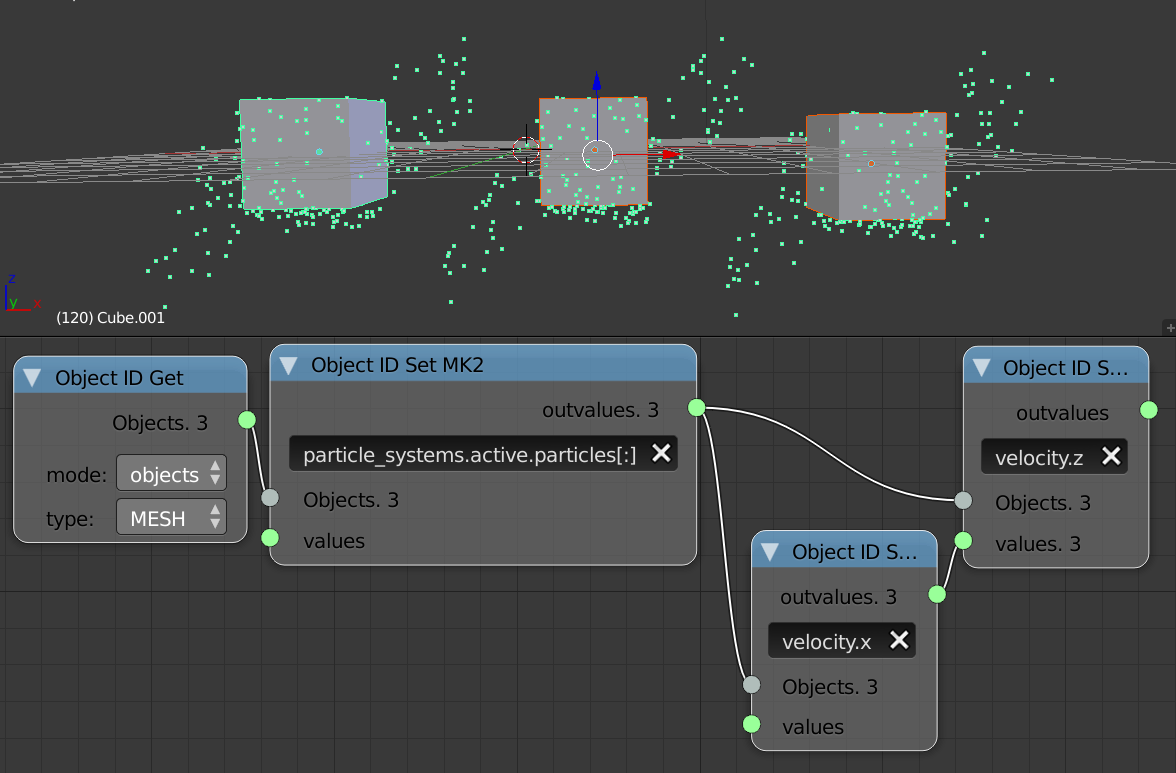 z
y x
(120) Cube.001
Object ID Get
Objects. 3
mode: objects
type: MESH
Object ID Set MK2
outvalues. 3
particle_systems.active.particles[:]
Objects. 3
values
Object ID S...
outvalues. 3
velocity.x
Objects. 3
values
Object ID S...
outvalues
velocity.z
Objects. 3
values. 3